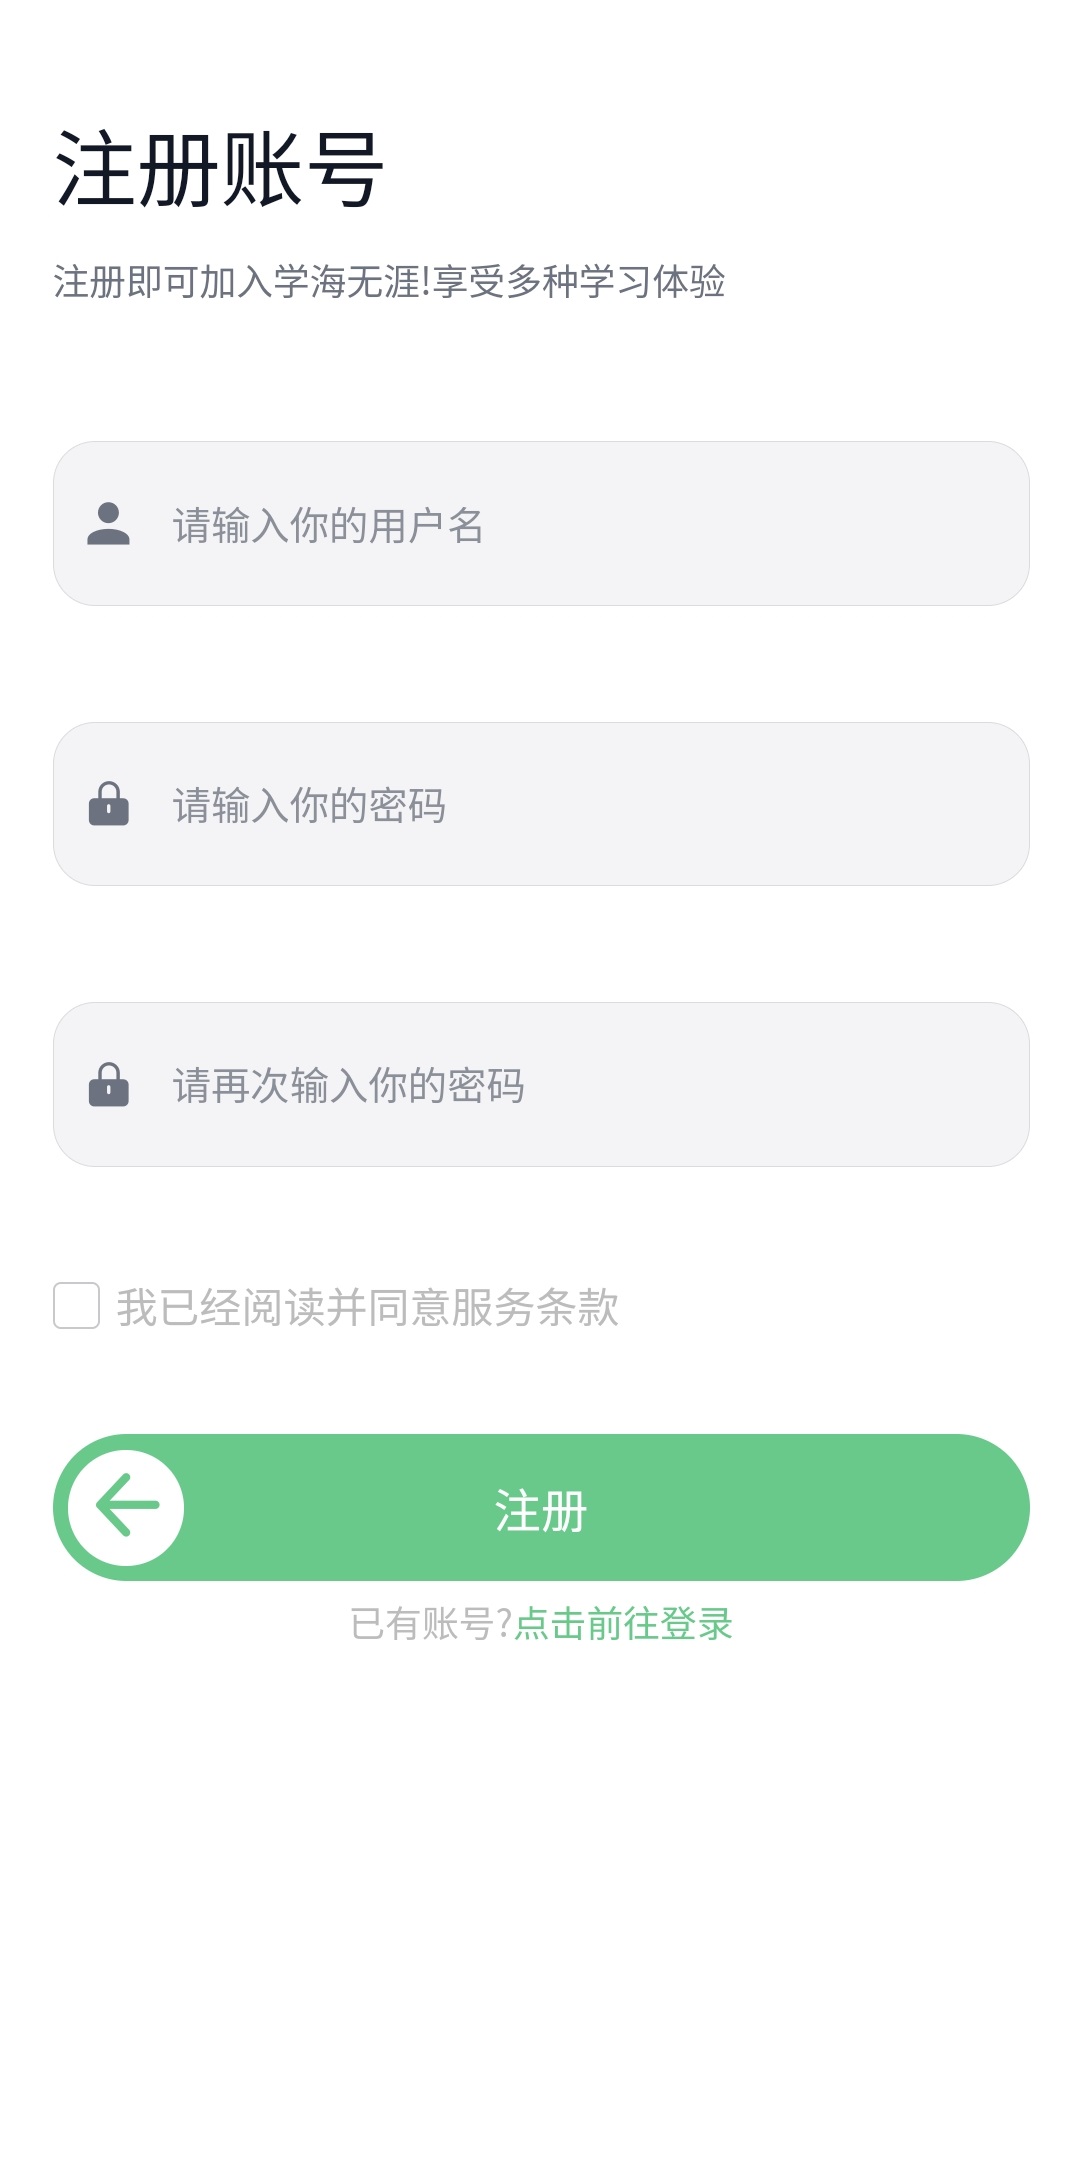 注册账号
注册即可加入学海无涯!享受多种学习体验
请输入你的用户名
请输入你的密码
请再次输入你的密码
我已经阅读并同意服务条款
注册
已有账号?点击前往登录